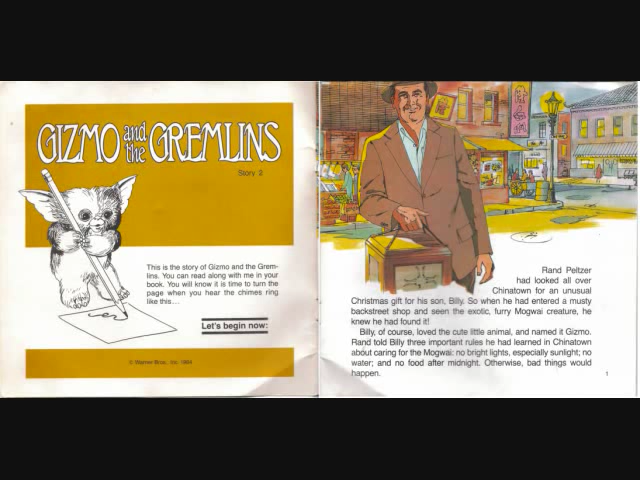 GIZMO and the GREMLINS
Story 2
This is the story of Gizmo and the Grem-
lins. You can read along with me in your
book. You will know it is time to turn the
page when you hear the chimes ring
like this....
Let's begin now:
© Warner Bros., Inc. 1984
Rand Peltzer
had looked all over
Chinatown for an unusual
Christmas gift for his son, Billy. So when he had entered a musty
backstreet shop and seen the exotic, furry Mogwai creature, he
knew he had found it!
Billy, of course, loved the cute little animal, and named it Gizmo.
Rand told Billy three important rules he had learned in Chinatown
about caring for the Mogwai: no bright lights, especially sunlight; no
water; and no food after midnight. Otherwise, bad things would
happen.
1